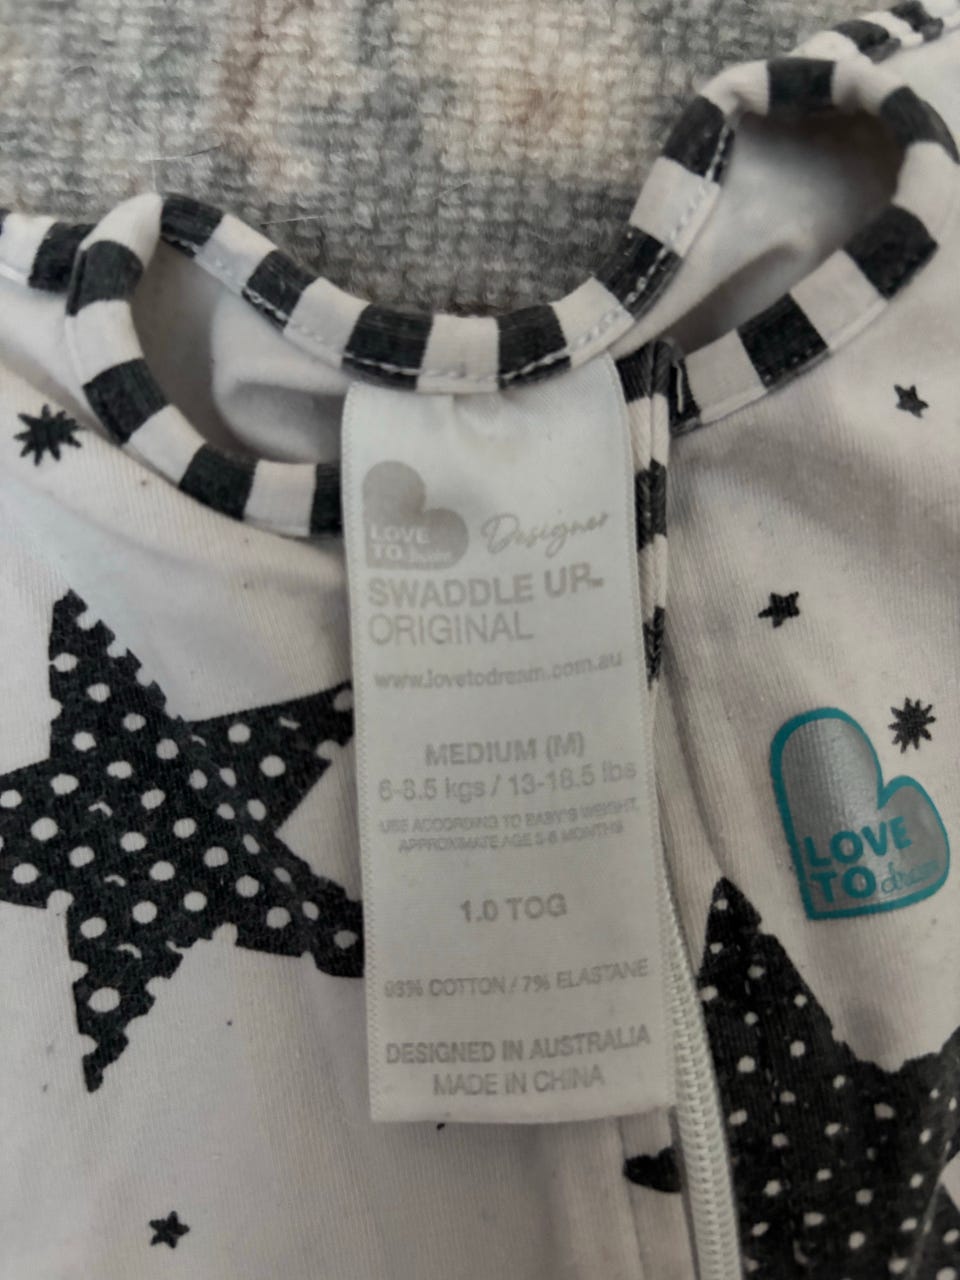 LOVE
TO dream
Designer
SWADDLE UP™
ORIGINAL
www.lovetodream.com.au
MEDIUM (M)
6-8.5 kgs / 13-18.5 lbs
USE ACCORDING TO BABY'S WEIGHT.
APPROXIMATE AGE 3-6 MONTHS
1.0 TOG
93% COTTON / 7% ELASTANE
DESIGNED IN AUSTRALIA
MADE IN CHINA
LOVE
TO dream